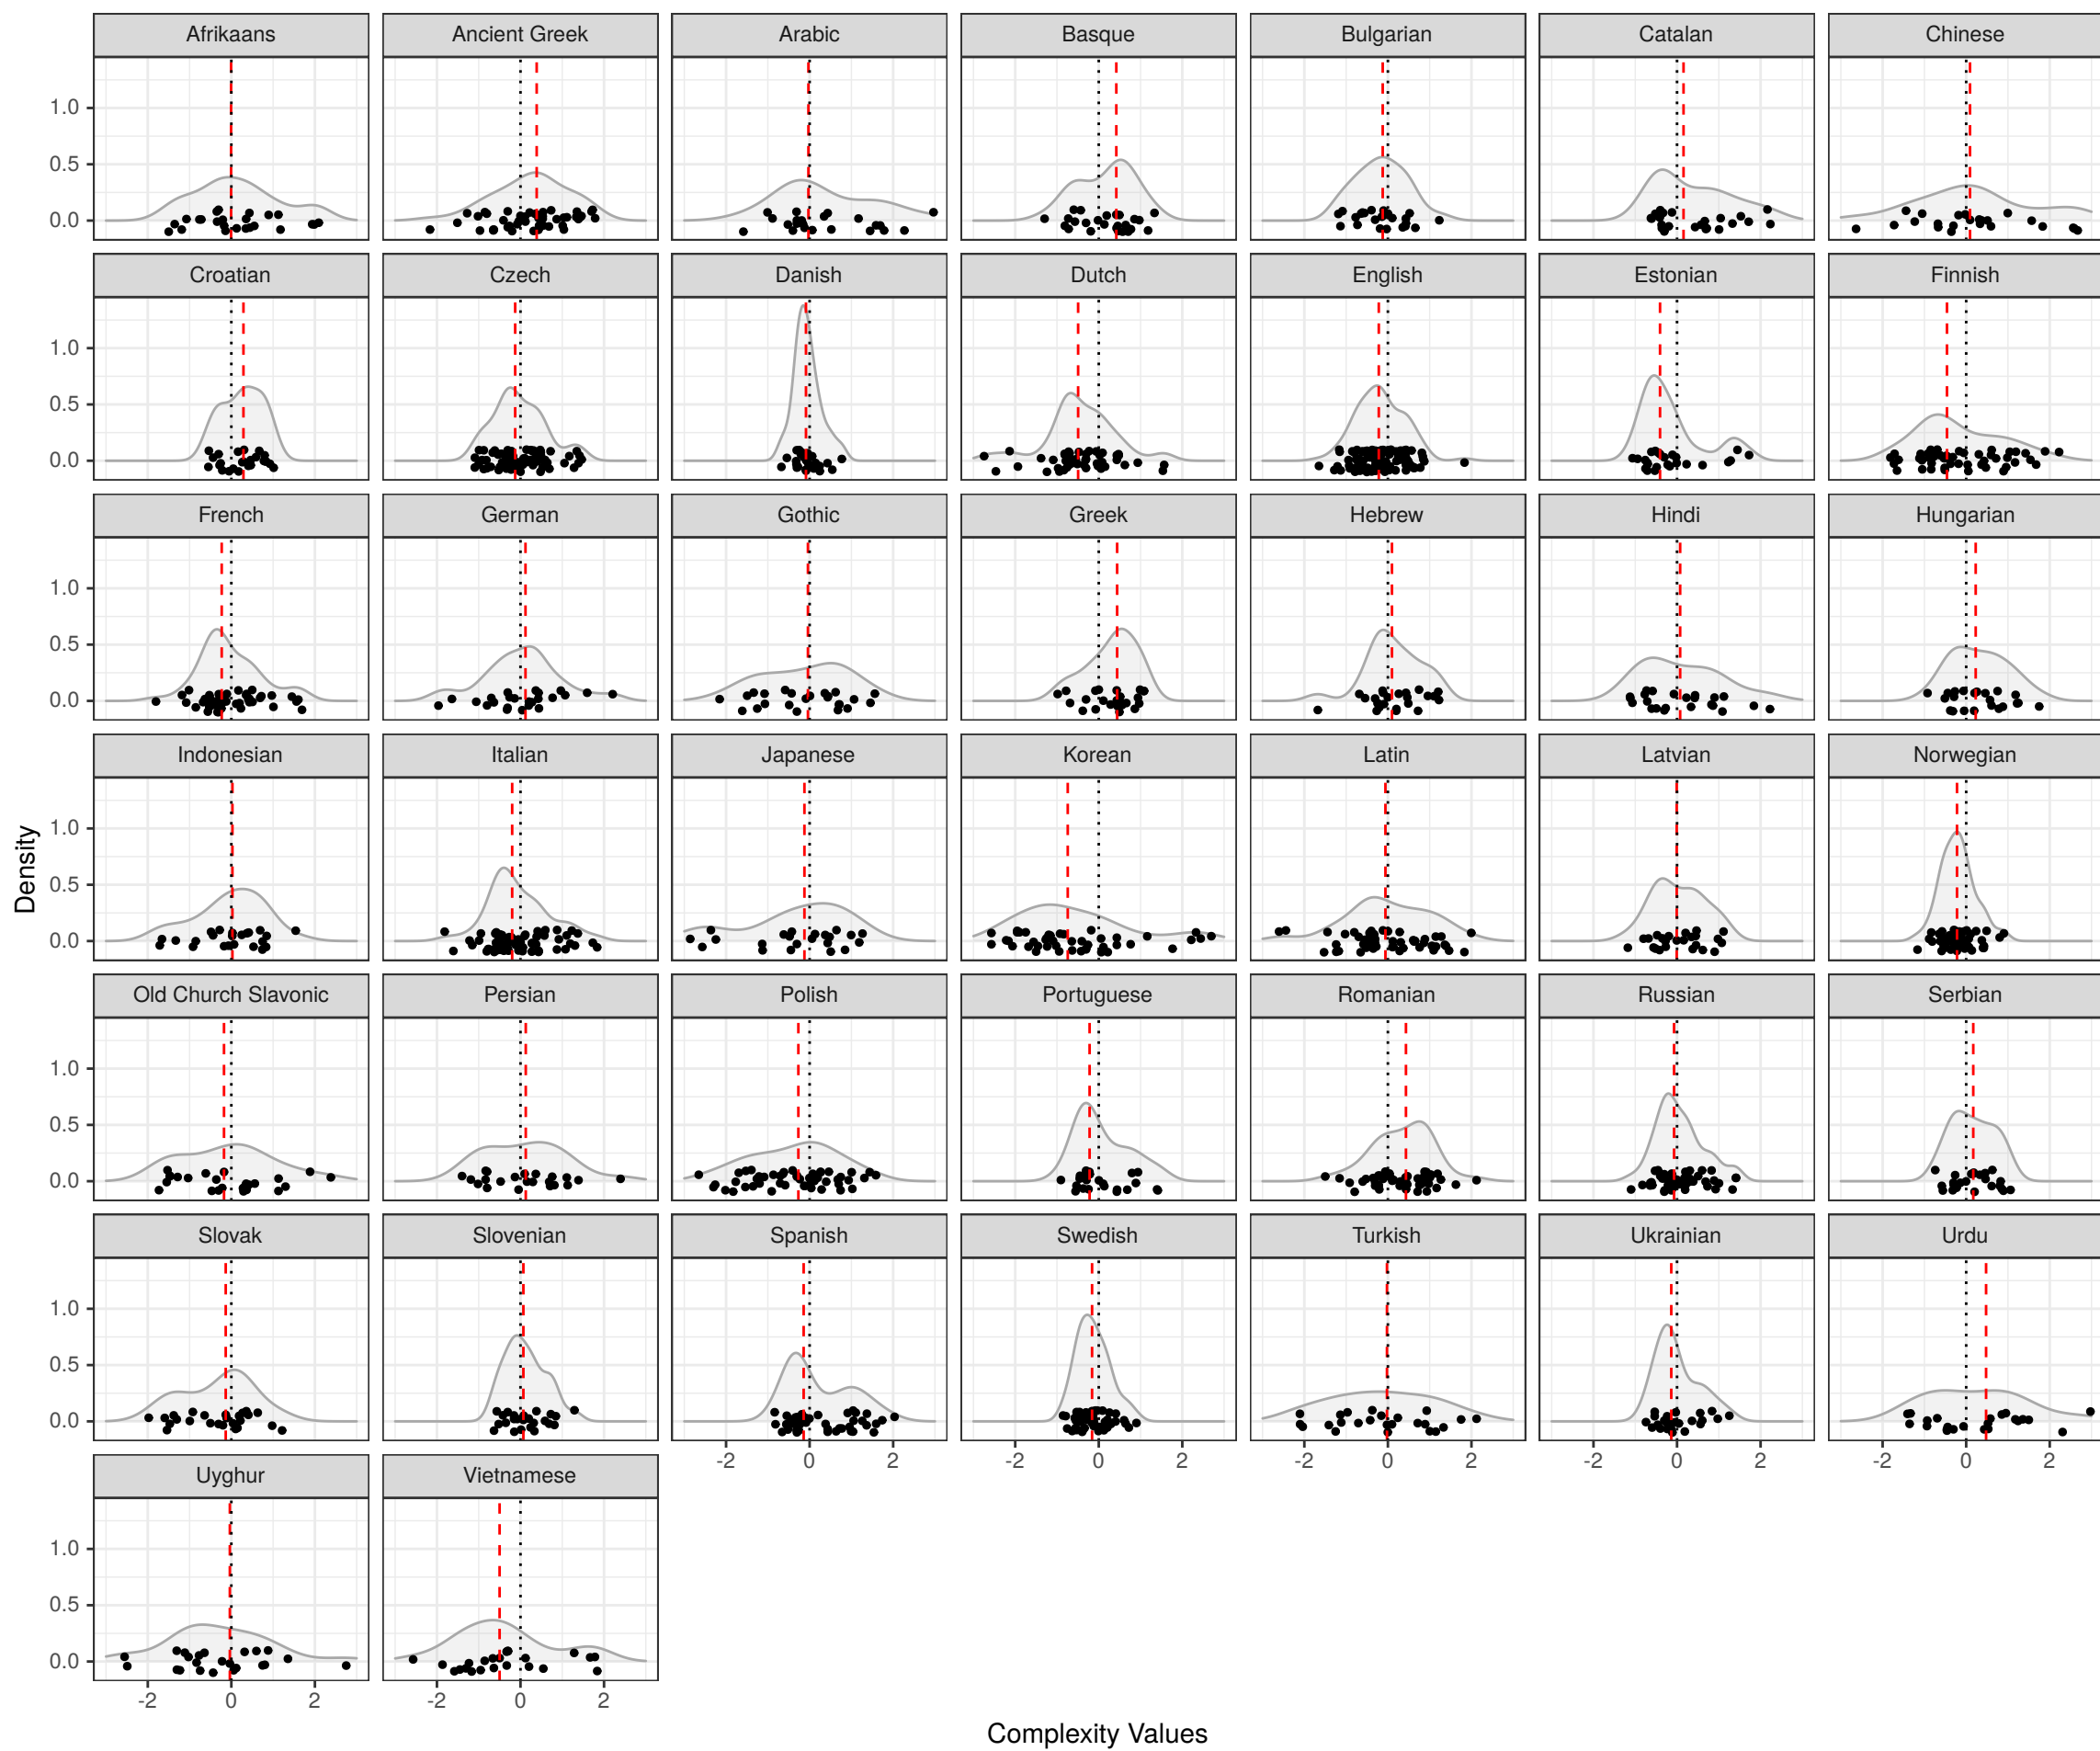 Afrikaans Ancient Greek Arabic Basque Bulgarian Catalan Chinese
1.0
0.5
0.0
Croatian Czech Danish Dutch English Estonian Finnish
1.0
0.5
0.0
French German Gothic Greek Hebrew Hindi Hungarian
1.0
0.5
0.0
Indonesian Italian Japanese Korean Latin Latvian Norwegian
1.0
0.5
0.0
Density
Old Church Slavonic Persian Polish Portuguese Romanian Russian Serbian
1.0
0.5
0.0
Slovak Slovenian Spanish Swedish Turkish Ukrainian Urdu
1.0
0.5
0.0
-2 0 2 -2 0 2 -2 0 2 -2 0 2 -2 0 2
Uyghur Vietnamese
1.0
0.5
0.0
-2 0 2 -2 0 2
Complexity Values